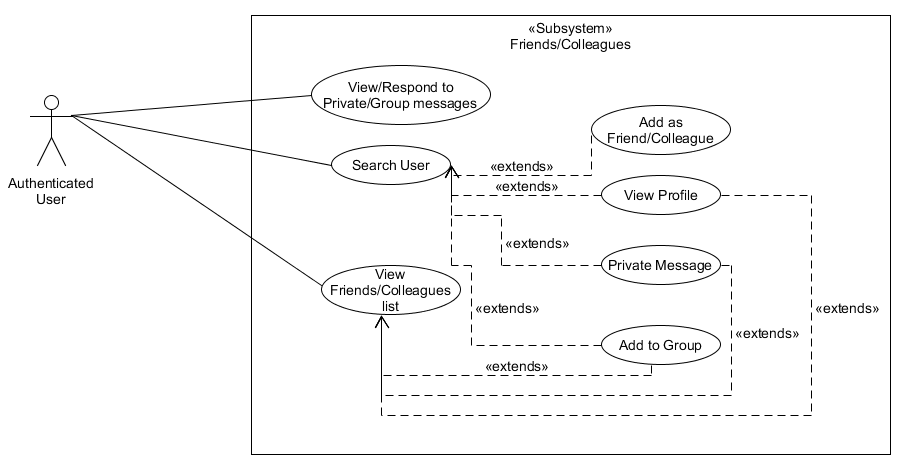 «Subsystem»
Friends/Colleagues
View/Respond to
Private/Group messages
Add as
Friend/Colleague
Search User
«extends»
«extends»
Authenticated
User
View Profile
«extends»
Private Message
View
Friends/Colleagues
list
«extends»
«extends»
«extends»
Add to Group
«extends»